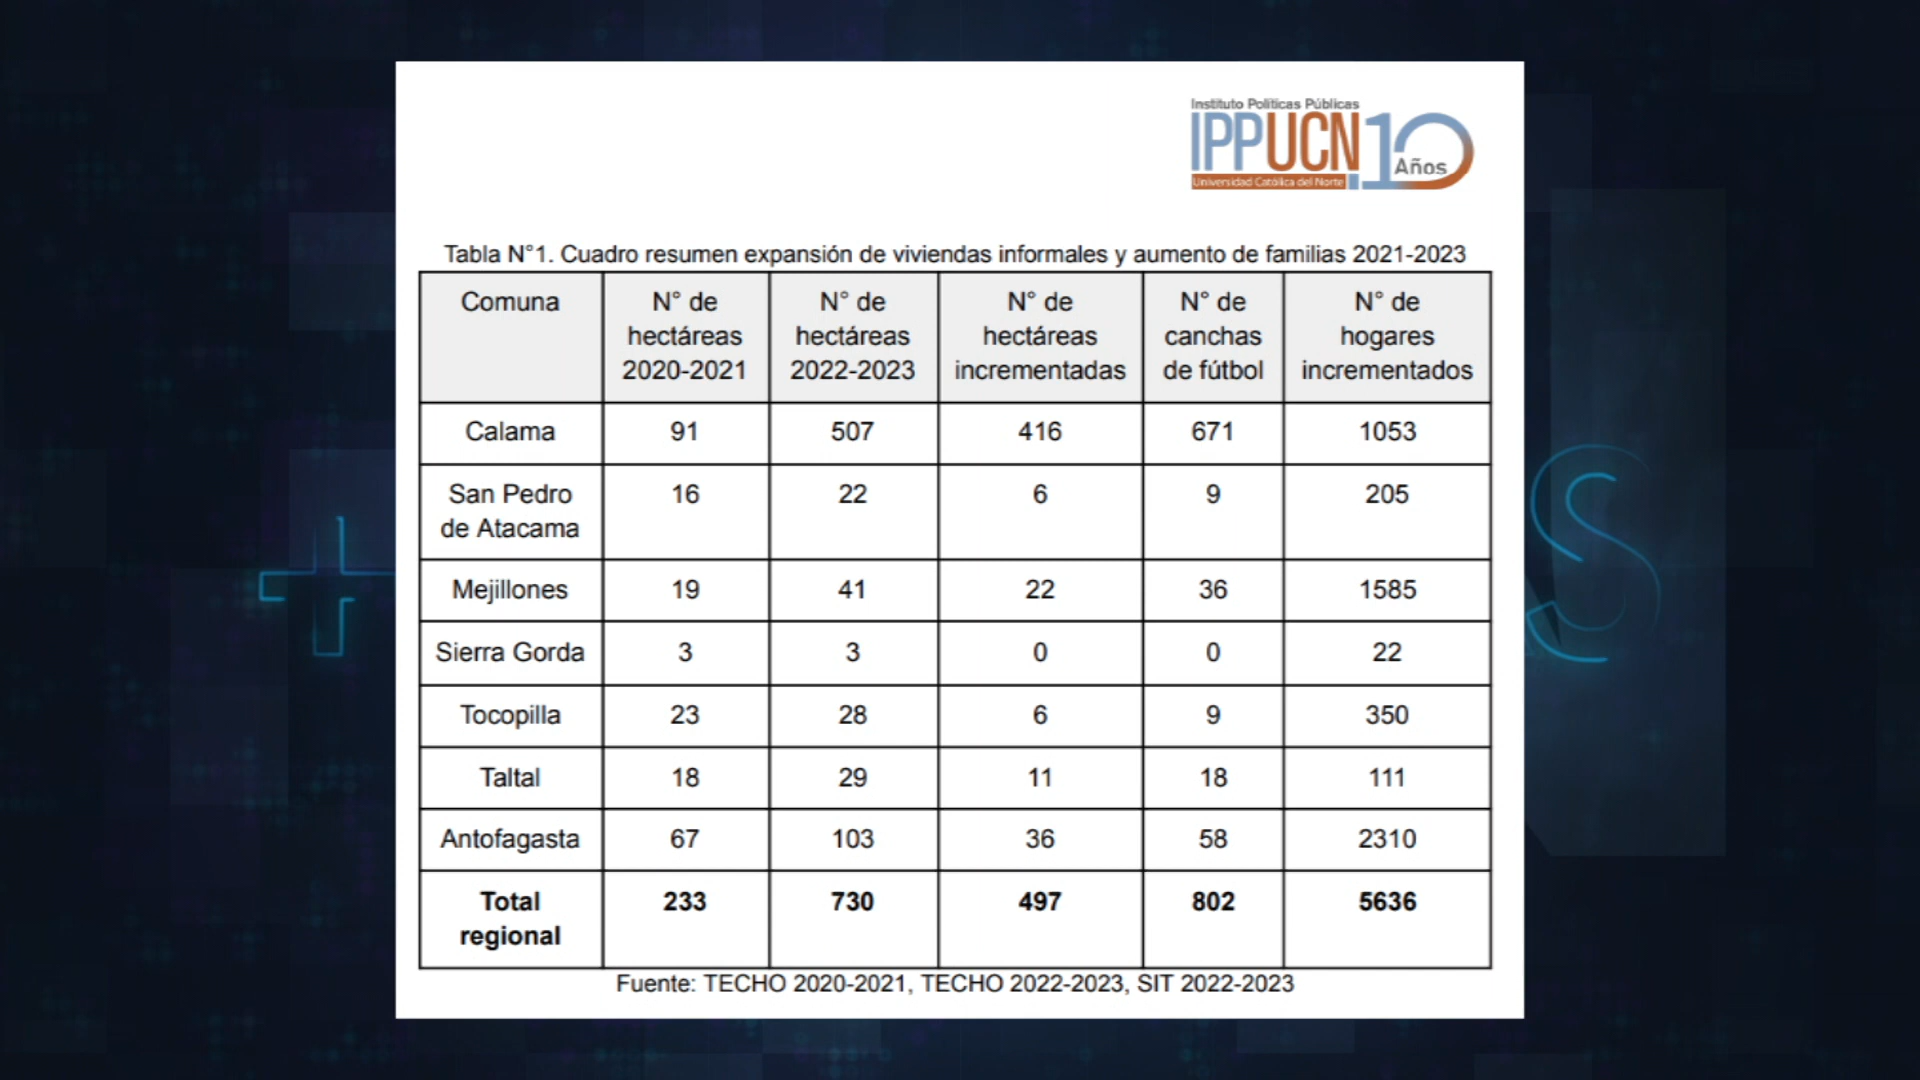 Instituto Políticas Públicas
IPPUCN 10
Años
Universidad Católica del Norte
Tabla N°1. Cuadro resumen expansión de viviendas informales y aumento de familias 2021-2023
Comuna
N° de
hectáreas
2020-2021
N° de
hectáreas
2022-2023
N° de
hectáreas
incrementadas
N° de
canchas
de fútbol
N° de
hogares
incrementados
Calama 91 507 416 671 1053
San Pedro
de Atacama 16 22 6 9 205
Mejillones 19 41 22 36 1585
Sierra Gorda 3 3 0 0 22
Tocopilla 23 28 6 9 350
Taltal 18 29 11 18 111
Antofagasta 67 103 36 58 2310
Total
regional 233 730 497 802 5636
Fuente: TECHO 2020-2021, TECHO 2022-2023, SIT 2022-2023